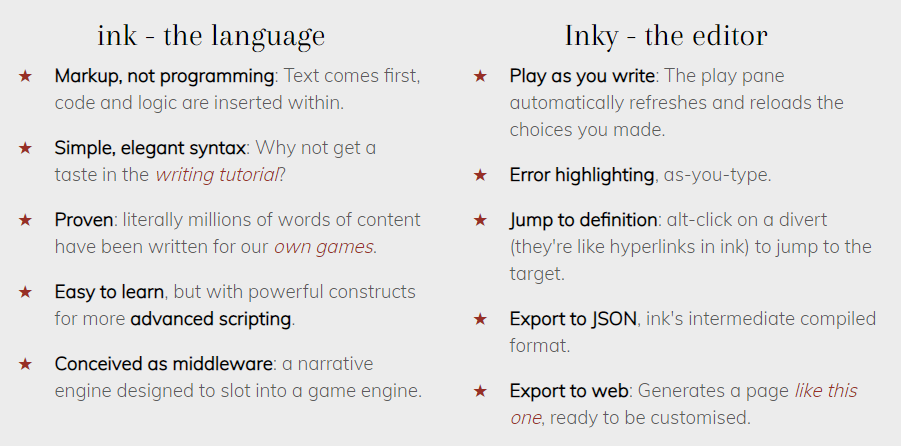 ink - the language
Markup, not programming: Text comes first,
code and logic are inserted within.
Simple, elegant syntax: Why not get a
taste in the writing tutorial?
Proven: literally millions of words of content
have been written for our own games.
Easy to learn, but with powerful constructs
for more advanced scripting.
Conceived as middleware: a narrative
engine designed to slot into a game engine.
Inky - the editor
Play as you write: The play pane
automatically refreshes and reloads the
choices you made.
Error highlighting, as-you-type.
Jump to definition: alt-click on a divert
(they're like hyperlinks in ink) to jump to the
target.
Export to JSON, ink's intermediate compiled
format.
Export to web: Generates a page like this
one, ready to be customised.